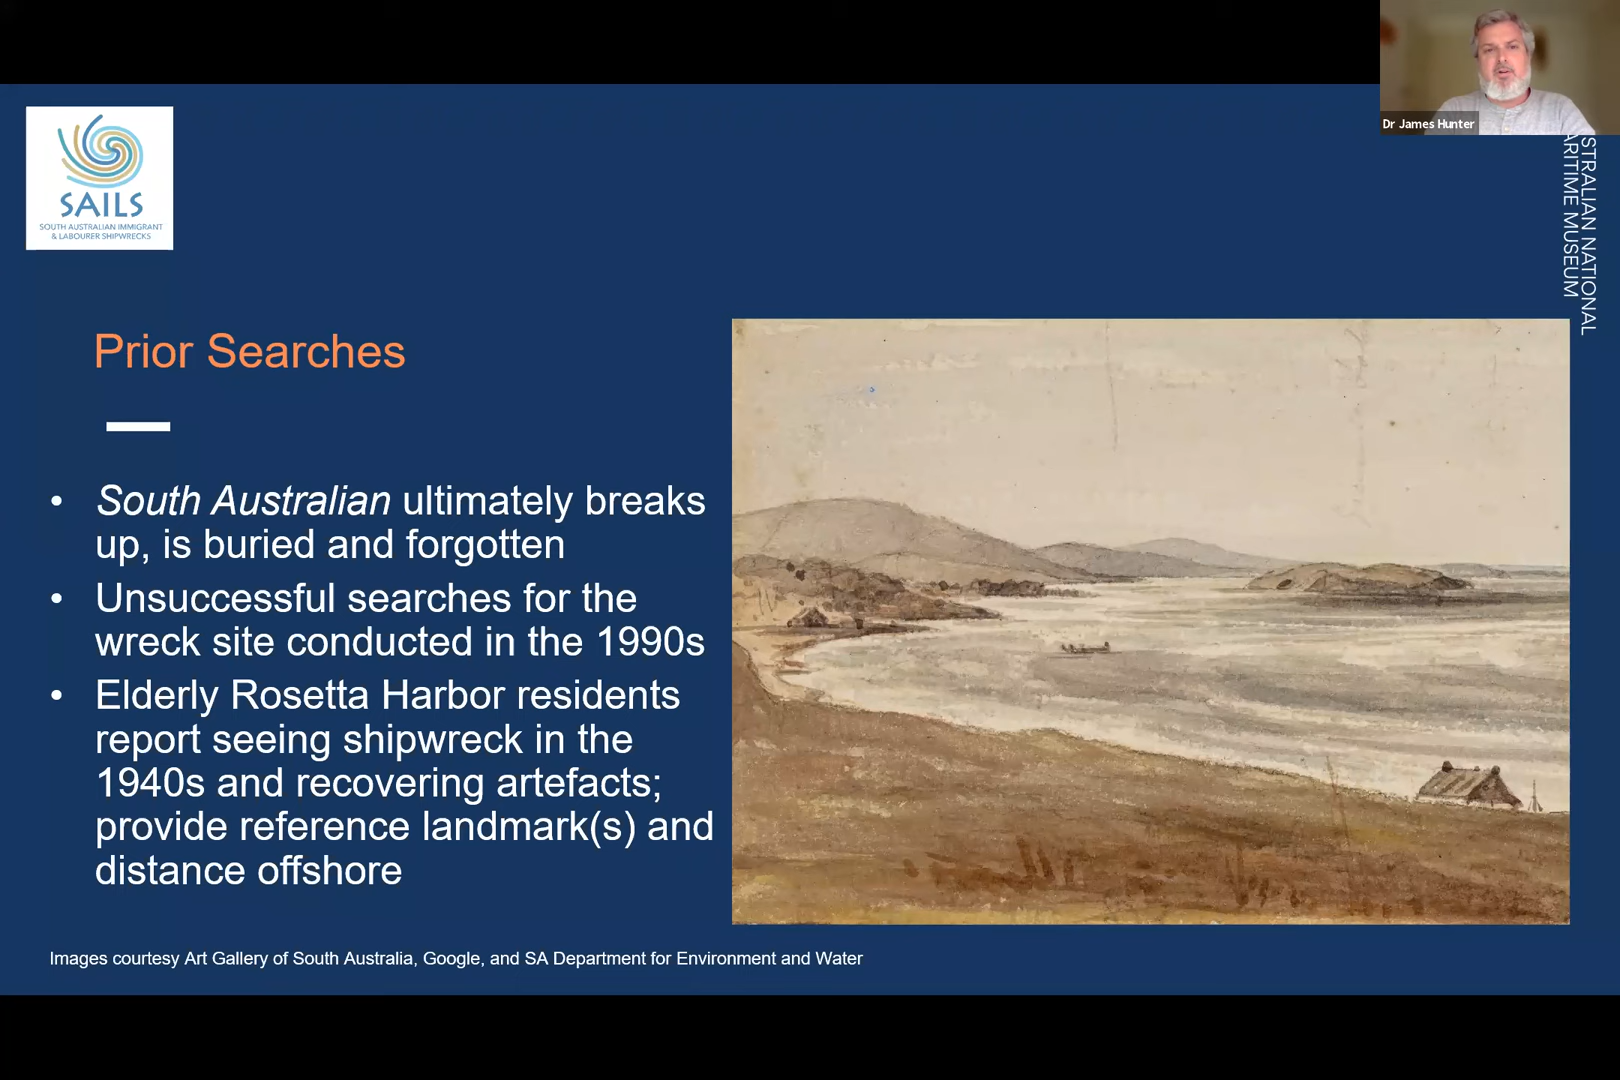 Dr James Hunter
SAILS
SOUTH AUSTRALIAN IMMIGRANT
& LABOURER SHIPWRECKS
STRALIAN NATIONAL
ARITIME MUSEUM
Prior Searches
• South Australian ultimately breaks
up, is buried and forgotten
• Unsuccessful searches for the
wreck site conducted in the 1990s
• Elderly Rosetta Harbor residents
report seeing shipwreck in the
1940s and recovering artefacts;
provide reference landmark(s) and
distance offshore
Images courtesy Art Gallery of South Australia, Google, and SA Department for Environment and Water